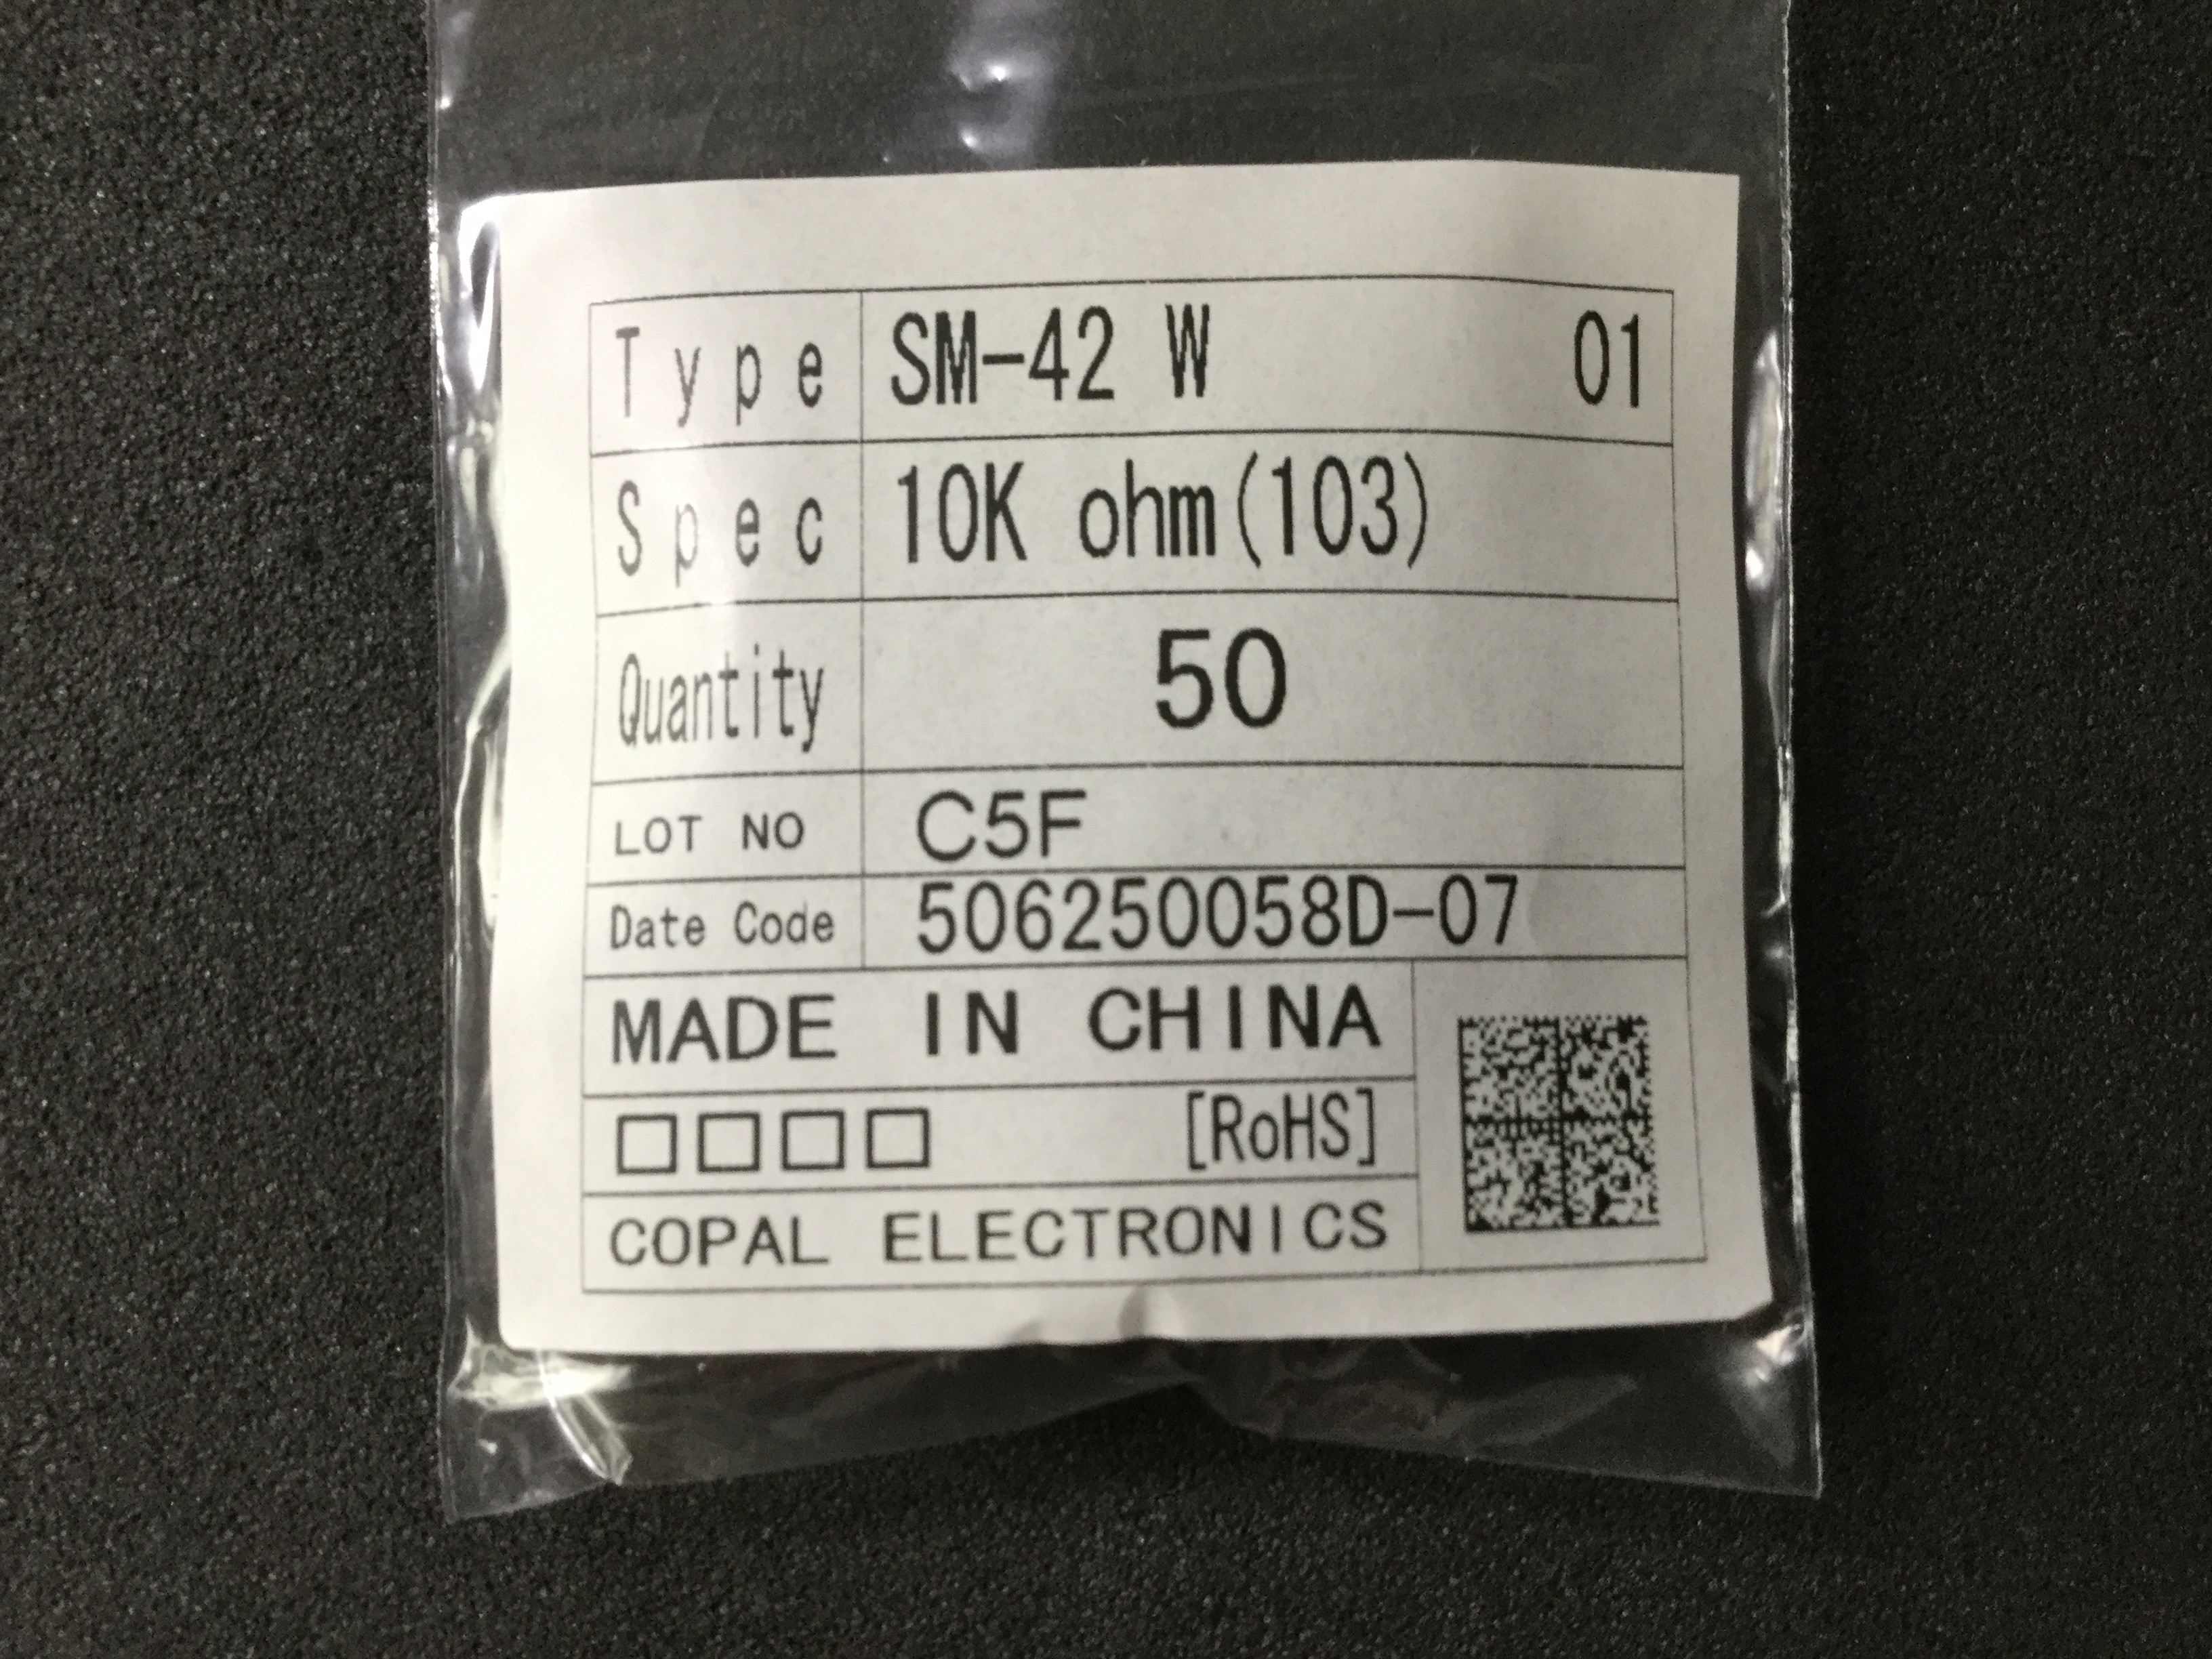 Type SM-42 W 01
Spec 10K ohm(103)
Quantity 50
LOT NO C5F
Date Code 506250058D-07
MADE IN CHINA
□□□□ [RoHS]
COPAL ELECTRONICS